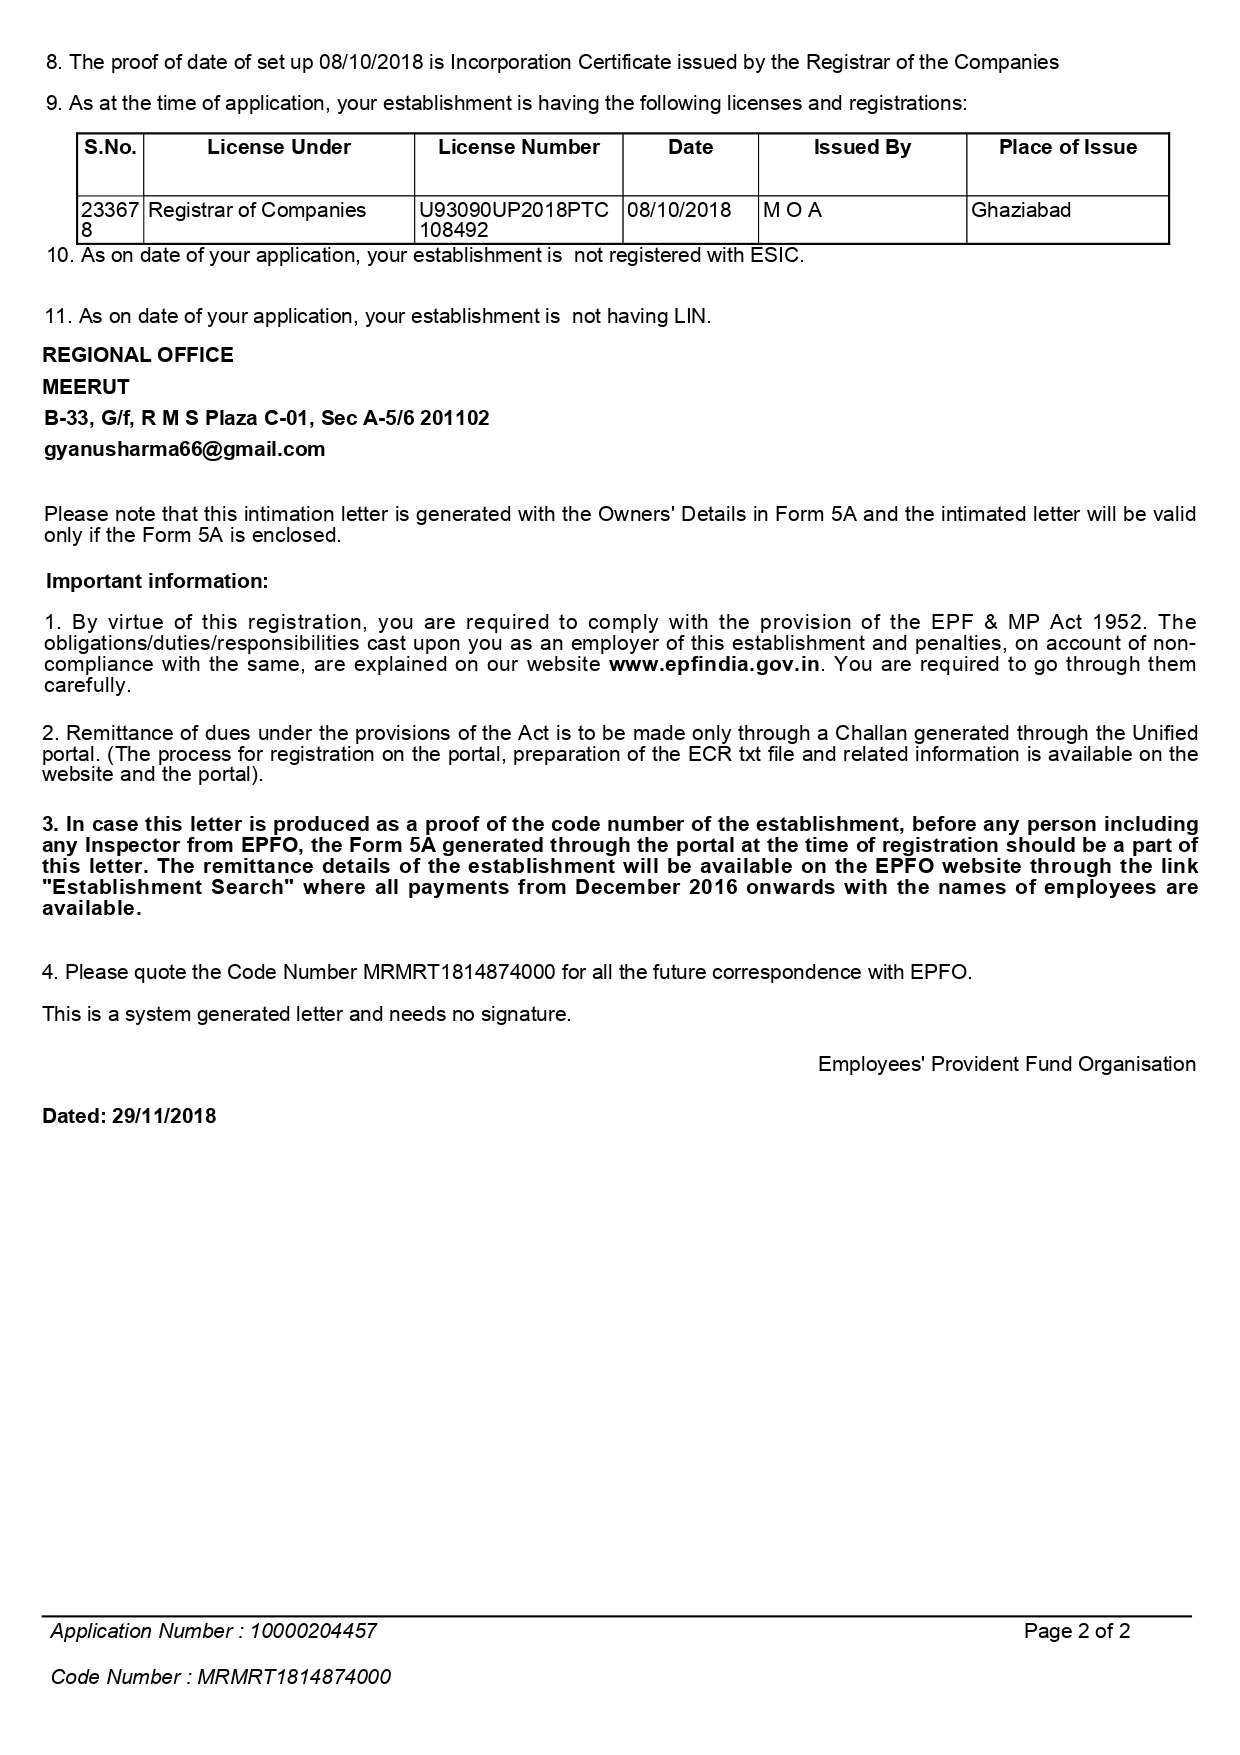 8. The proof of date of set up 08/10/2018 is Incorporation Certificate issued by the Registrar of the Companies
9. As at the time of application, your establishment is having the following licenses and registrations:
S.No. License Under License Number Date Issued By Place of Issue
23367 Registrar of Companies U93090UP2018PTC 08/10/2018 M O A Ghaziabad
8 108492
10. As on date of your application, your establishment is not registered with ESIC.
11. As on date of your application, your establishment is not having LIN.
REGIONAL OFFICE
MEERUT
B-33, G/f, R M S Plaza C-01, Sec A-5/6 201102
gyanusharma66@gmail.com
Please note that this intimation letter is generated with the Owners' Details in Form 5A and the intimated letter will be valid
only if the Form 5A is enclosed.
Important information:
1. By virtue of this registration, you are required to comply with the provision of the EPF & MP Act 1952. The
obligations/duties/responsibilities cast upon you as an employer of this establishment and penalties, on account of non-
compliance with the same, are explained on our website www.epfindia.gov.in. You are required to go through them
carefully.
2. Remittance of dues under the provisions of the Act is to be made only through a Challan generated through the Unified
portal. (The process for registration on the portal, preparation of the ECR txt file and related information is available on the
website and the portal).
3. In case this letter is produced as a proof of the code number of the establishment, before any person including
any Inspector from EPFO, the Form 5A generated through the portal at the time of registration should be a part of
this letter. The remittance details of the establishment will be available on the EPFO website through the link
"Establishment Search" where all payments from December 2016 onwards with the names of employees are
available.
4. Please quote the Code Number MRMRT1814874000 for all the future correspondence with EPFO.
This is a system generated letter and needs no signature.
Employees' Provident Fund Organisation
Dated: 29/11/2018
Application Number : 10000204457 Page 2 of 2
Code Number : MRMRT1814874000